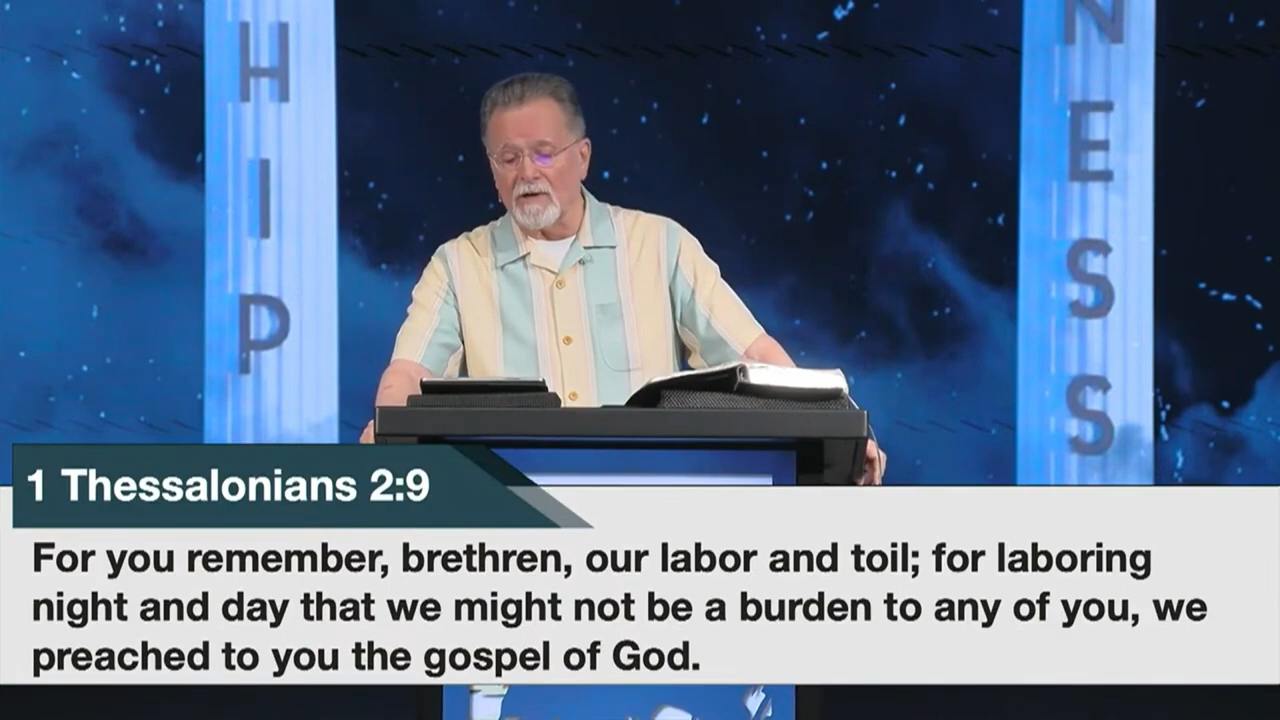 H
I
P
N
E
S
S
1 Thessalonians 2:9
For you remember, brethren, our labor and toil; for laboring
night and day that we might not be a burden to any of you, we
preached to you the gospel of God.